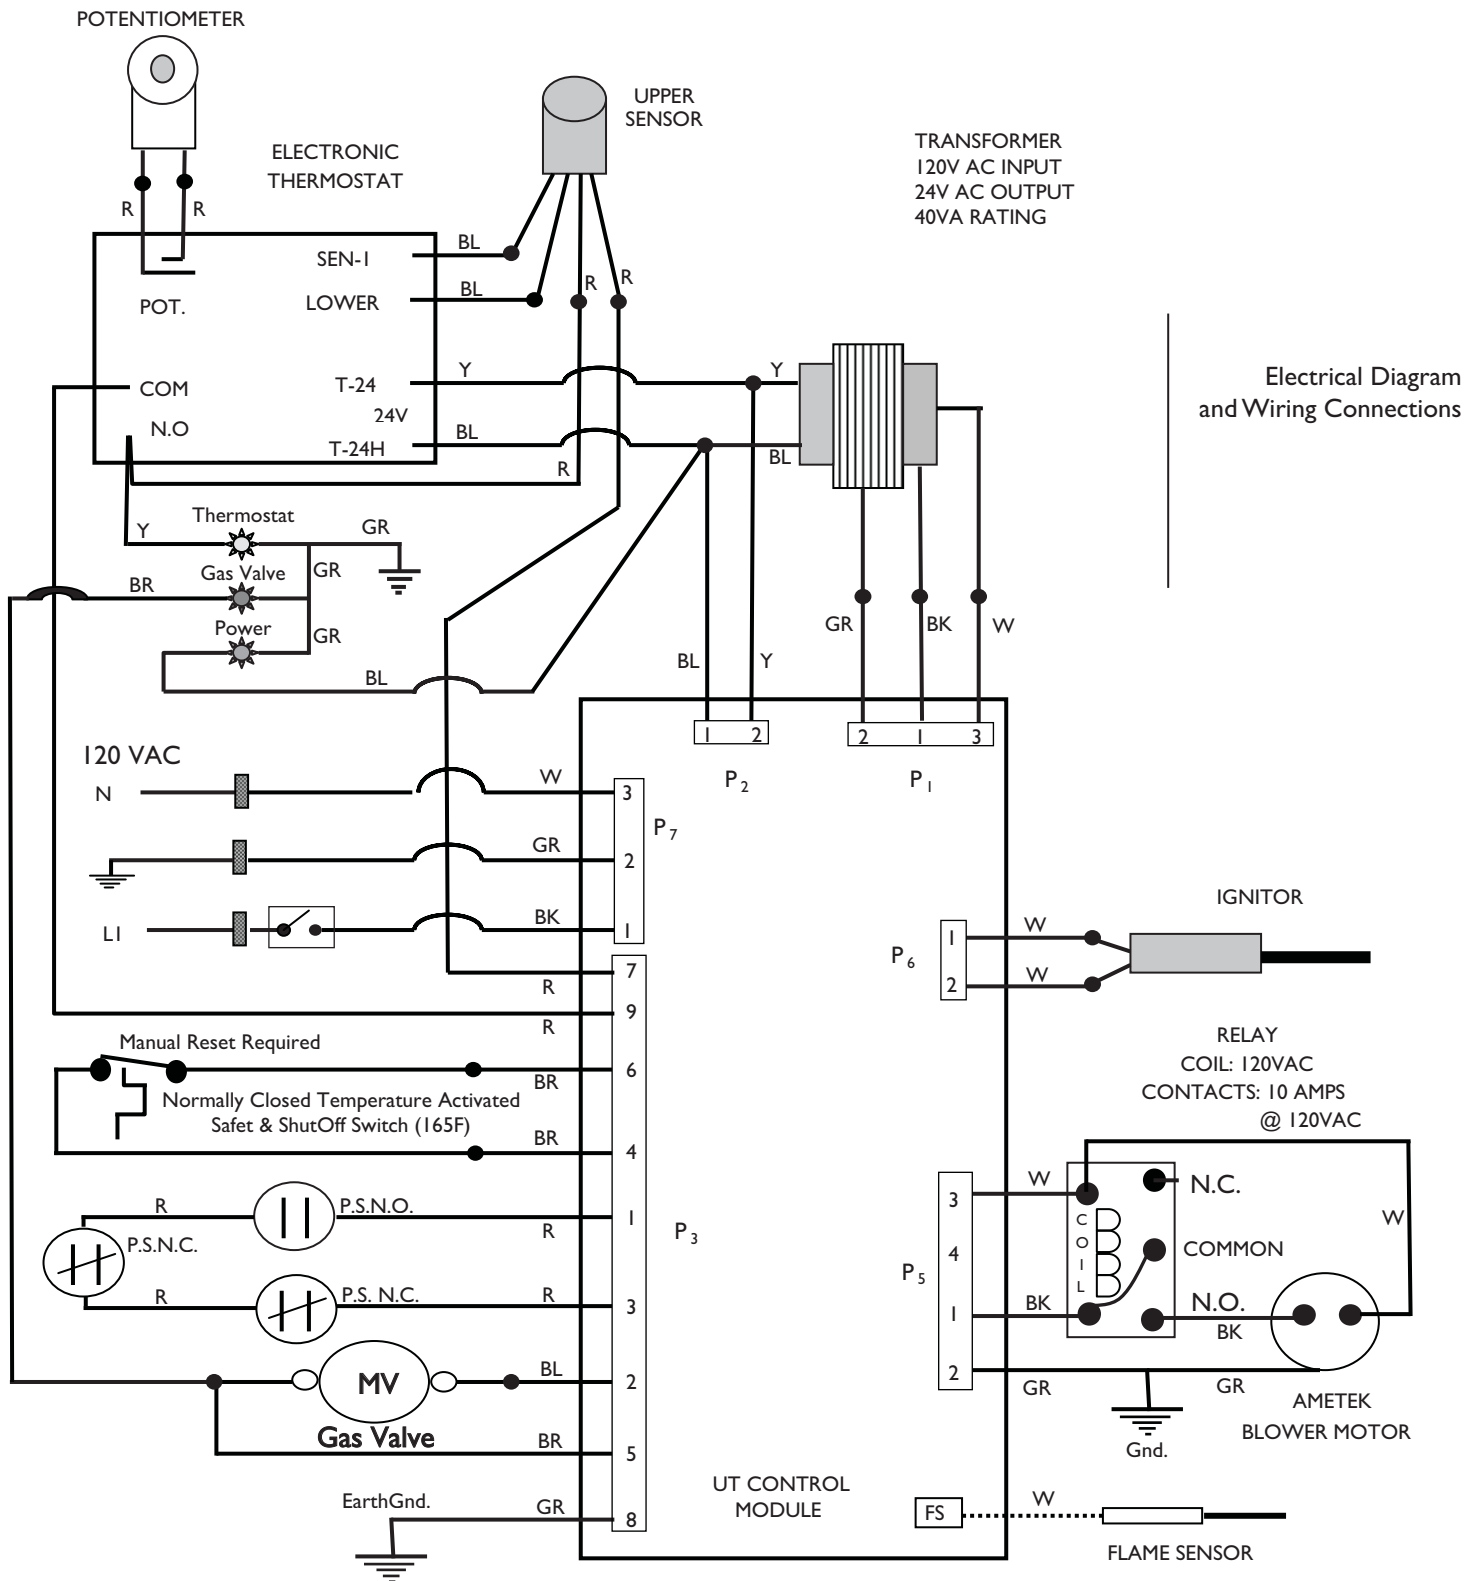 POTENTIOMETER
UPPER
SENSOR
TRANSFORMER
120V AC INPUT
24V AC OUTPUT
40VA RATING
ELECTRONIC
THERMOSTAT
R
R
SEN-1
BL
LOWER
BL
R
R
POT.
COM
T-24
Y
Y
24V
N.O
T-24H
BL
BL
R
Electrical Diagram
and Wiring Connections
Thermostat
Y
GR
Gas Valve
GR
BR
Power
GR
BL
GR
BK
W
BL
Y
1 2
P2
2 1 3
P1
120 VAC
N
W
3
P7
GR
2
L1
BK
1
7
R
9
R
Manual Reset Required
6
BR
Normally Closed Temperature Activated
Safet & ShutOff Switch (165F)
BR
4
R
P.S.N.O.
R
1
P.S.N.C.
P3
R
P.S. N.C.
R
3
MV
BL
2
Gas Valve
BR
5
EarthGnd.
GR
8
UT CONTROL
MODULE
IGNITOR
P6
1
W
2
W
RELAY
COIL: 120VAC
CONTACTS: 10 AMPS
@ 120VAC
3
W
N.C.
W
COIL
4
COMMON
P5
1
BK
N.O.
BK
2
GR
GR
Gnd.
AMETEK
BLOWER MOTOR
FS
W
FLAME SENSOR